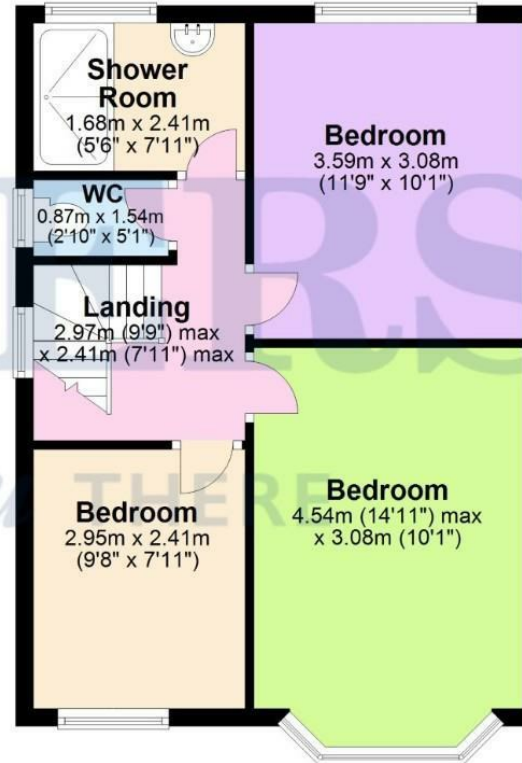 Shower
Room
1.68m x 2.41m
(5'6" x 7'11")
Bedroom
3.59m x 3.08m
(11'9" x 10'1")
WC
0.87m x 1.54m
(2'10" x 5'1")
Landing
2.97m (9'9") max
x 2.41m (7'11") max
Bedroom
2.95m x 2.41m
(9'8" x 7'11")
Bedroom
4.54m (14'11") max
x 3.08m (10'1")
ERS
THERE